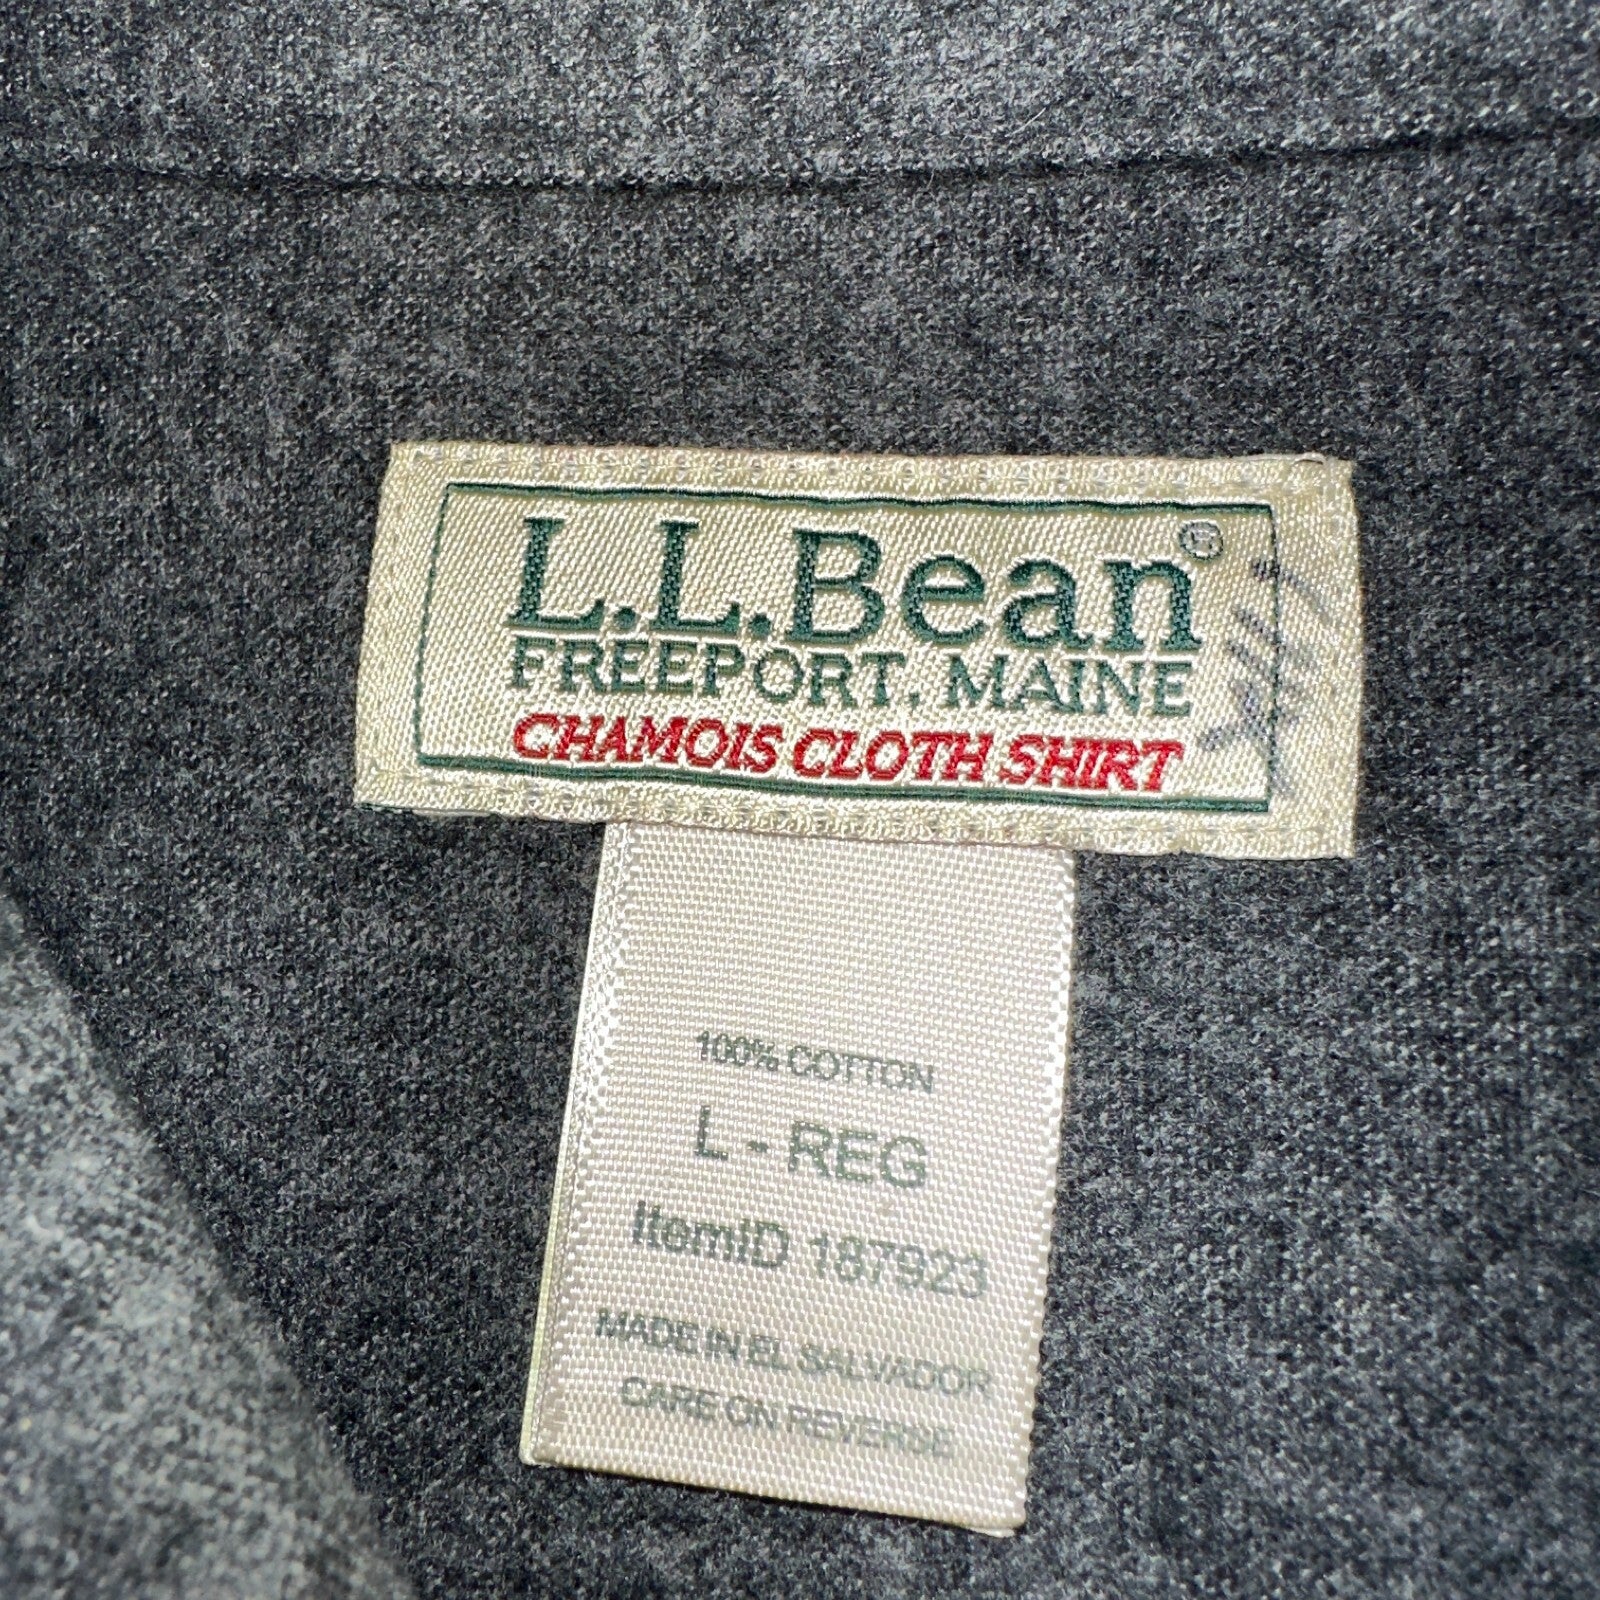 L.L.Bean®
FREEPORT, MAINE
CHAMOIS CLOTH SHIRT
100% COTTON
L - REG
ItemID 187923
MADE IN EL SALVADOR
CARE ON REVERSE